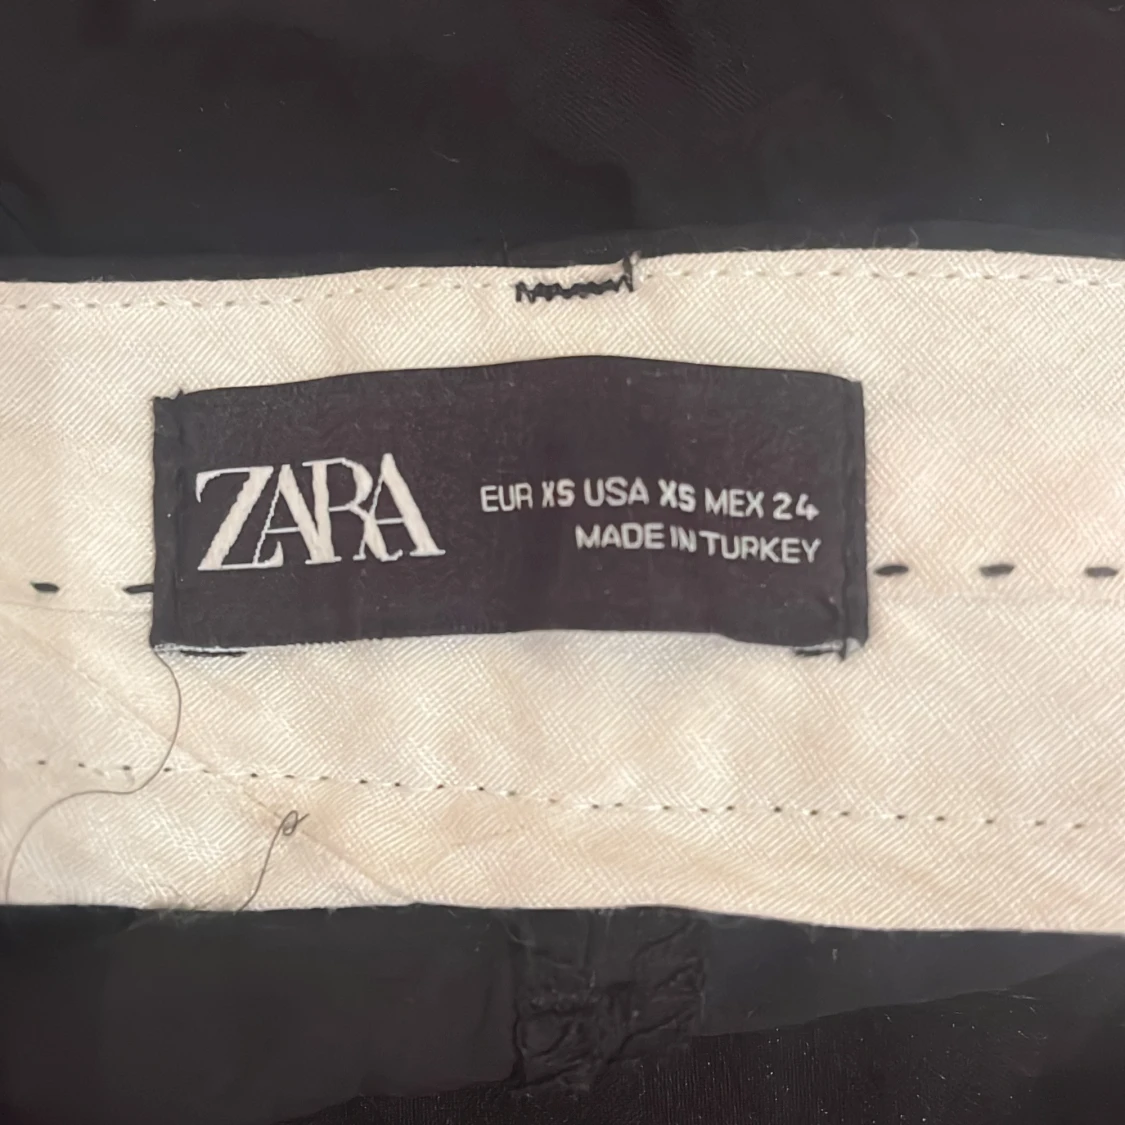 ZARA
EUR XS USA XS MEX 24
MADE IN TURKEY